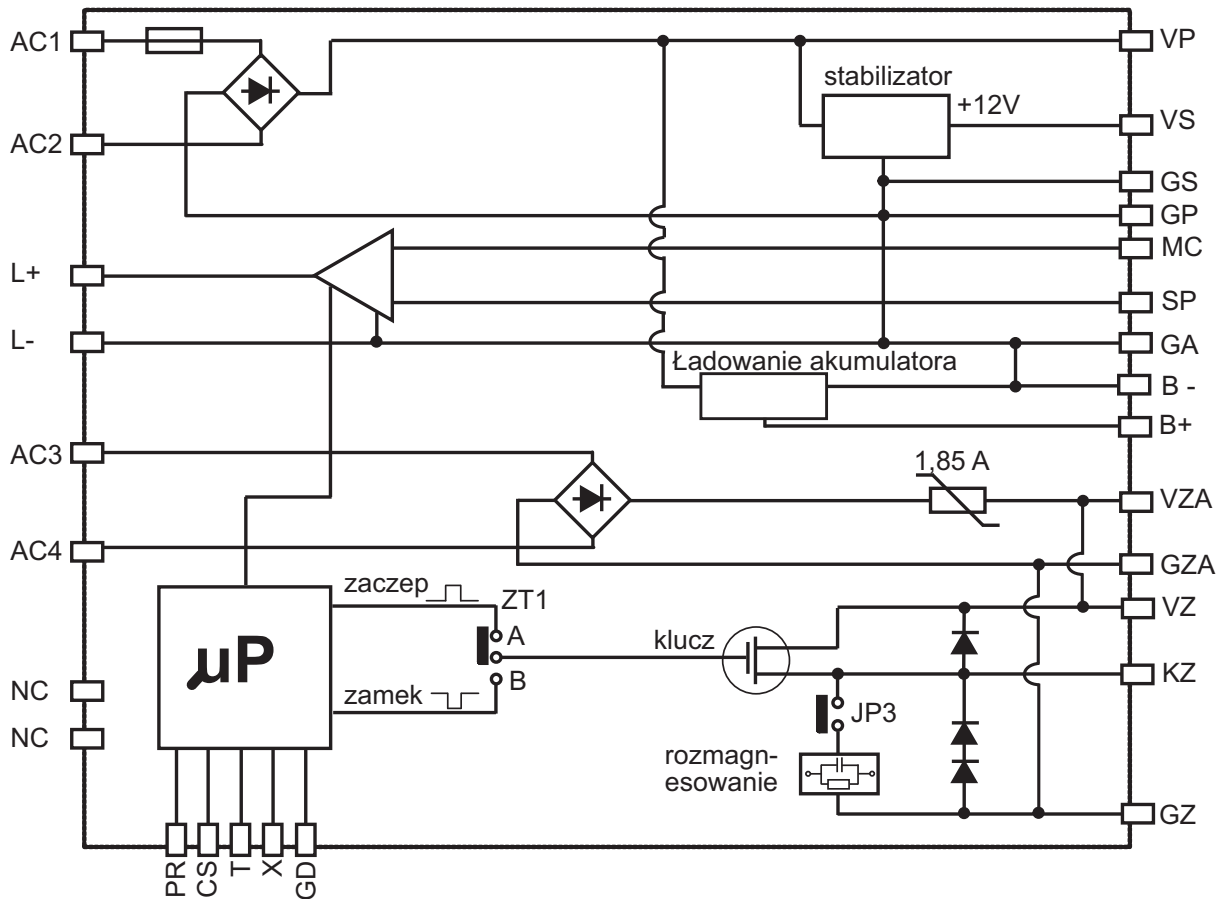 AC1
VP
stabilizator
+12V
VS
AC2
GS
GP
MC
L+
SP
L-
GA
Ładowanie akumulatora
B -
B+
AC3
1,85 A
VZA
AC4
GZA
zaczep
ZT1
VZ
A
klucz
µP
KZ
B
NC
zamek
JP3
NC
rozmagn-
esowanie
GZ
PR
CS
T
X
GD